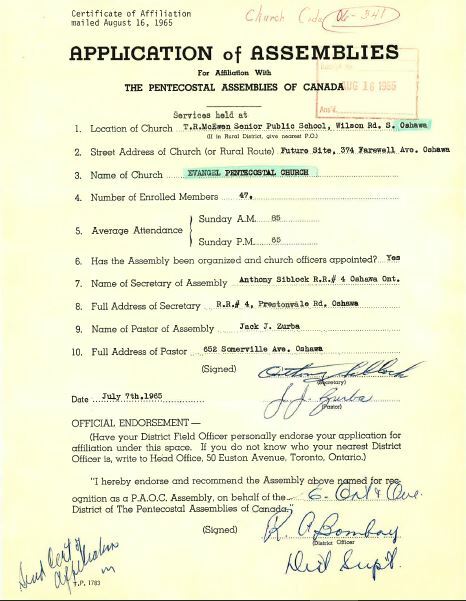 Certificate of Affiliation
mailed August 16, 1965
Church Code 06-341
APPLICATION of ASSEMBLIES
For Affiliation With
THE PENTECOSTAL ASSEMBLIES OF CANADA
AUG 16 1965
Ans'd
Services held at
1. Location of Church T.R.McEwen Senior Public School, Wilson Rd. S. Oshawa
(If in Rural District, give nearest P.O.)
2. Street Address of Church (or Rural Route) Future Site, 374 Farewell Ave. Oshawa
3. Name of Church EVANGEL PENTECOSTAL CHURCH
4. Number of Enrolled Members 47.
5. Average Attendance
Sunday A.M. 85
Sunday P.M. 65
6. Has the Assembly been organized and church officers appointed? Yes
7. Name of Secretary of Assembly Anthony Siblock R.R.# 4 Oshawa Ont.
8. Full Address of Secretary R.R.# 4, Prestonvale Rd, Oshawa
9. Name of Pastor of Assembly Jack J. Zurba
10. Full Address of Pastor 652 Somerville Ave. Oshawa
(Signed) Anthony Siblock
(Secretary)
Date July 7th.1965
J. J. Zurba
(Pastor)
OFFICIAL ENDORSEMENT—
(Have your District Field Officer personally endorse your application
for affiliation under this space. If you do not know who your nearest District
Officer is, write to Head Office, 50 Euston Avenue, Toronto, Ontario.)
"I hereby endorse and recommend the Assembly above named for rec-
ognition as a P.A.O.C. Assembly, on behalf of the E. Ont & Que.
District of The Pentecostal Assemblies of Canada."
(Signed) R A Bombay
District Officer
Dist Supt.
Send Cert of
Affiliation
T.P. 1783